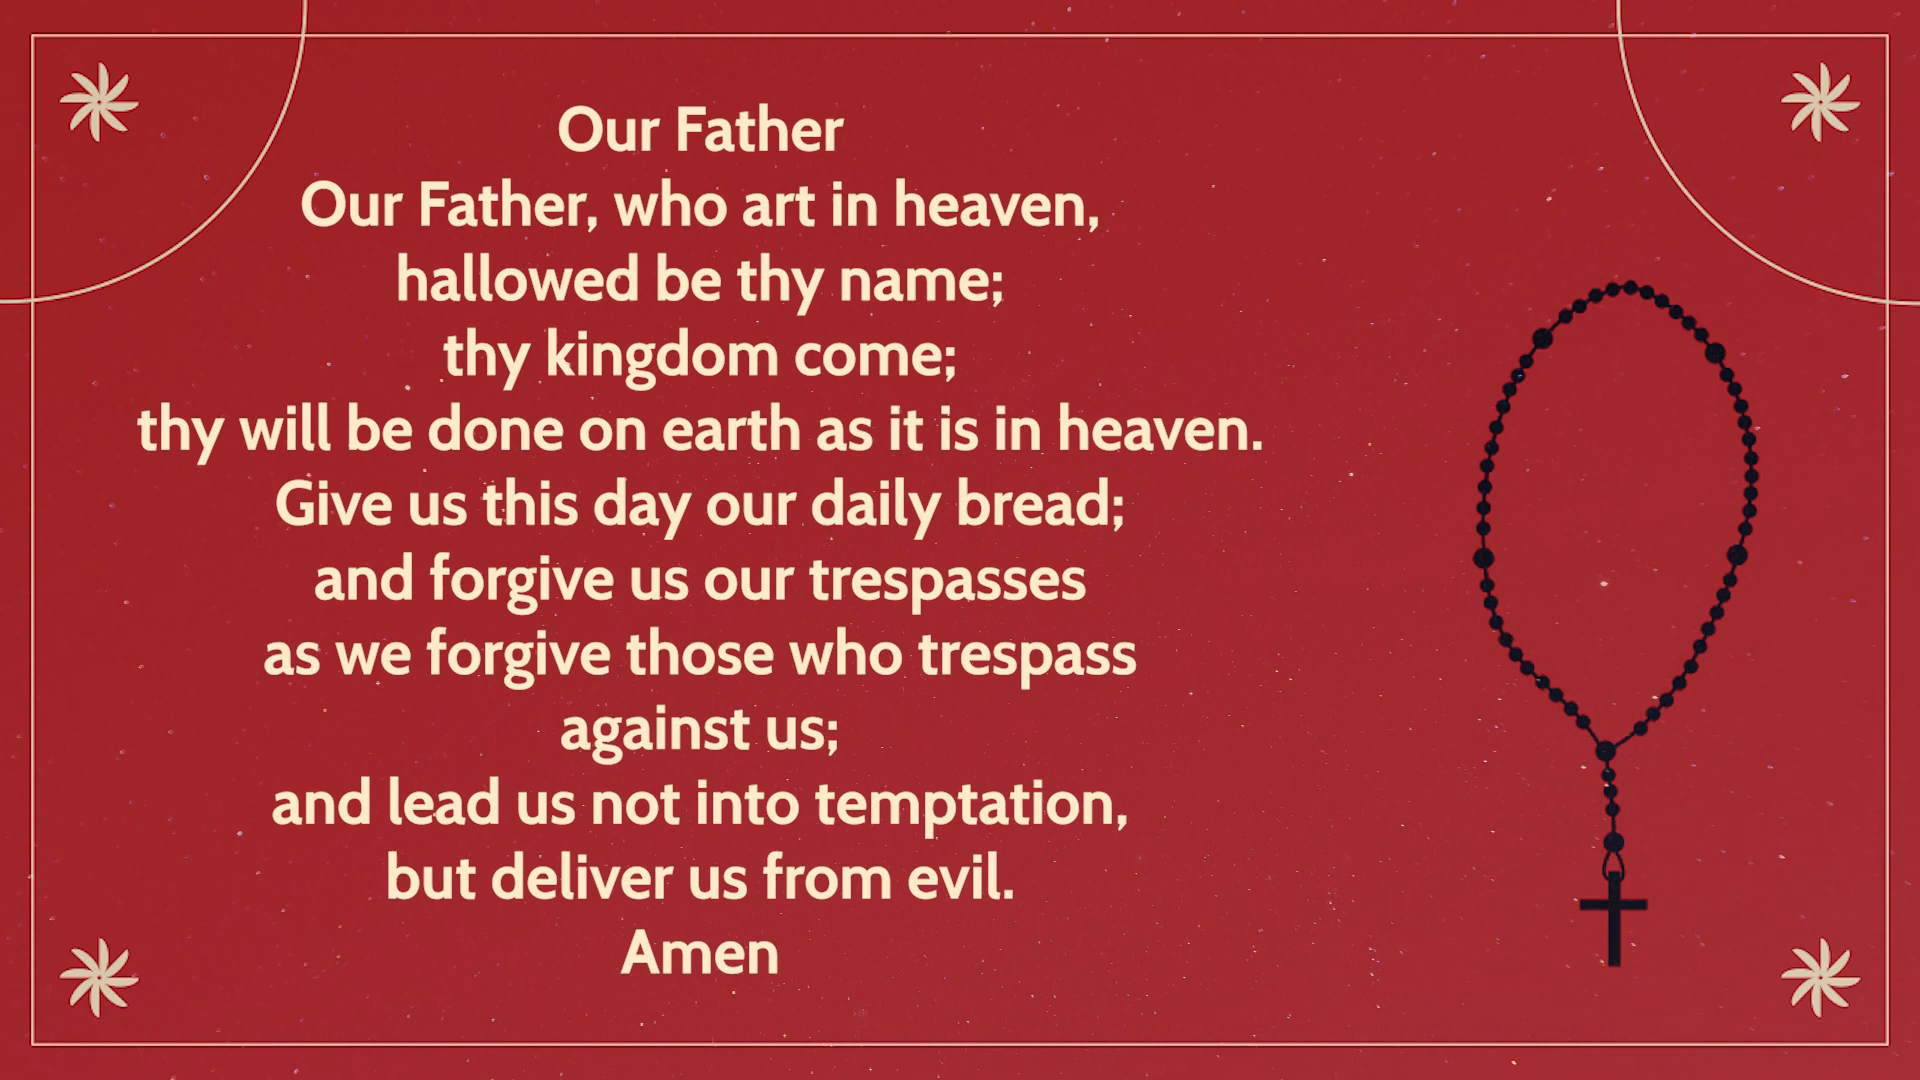 Our Father
Our Father, who art in heaven,
hallowed be thy name;
thy kingdom come;
thy will be done on earth as it is in heaven.
Give us this day our daily bread;
and forgive us our trespasses
as we forgive those who trespass
against us;
and lead us not into temptation,
but deliver us from evil.
Amen